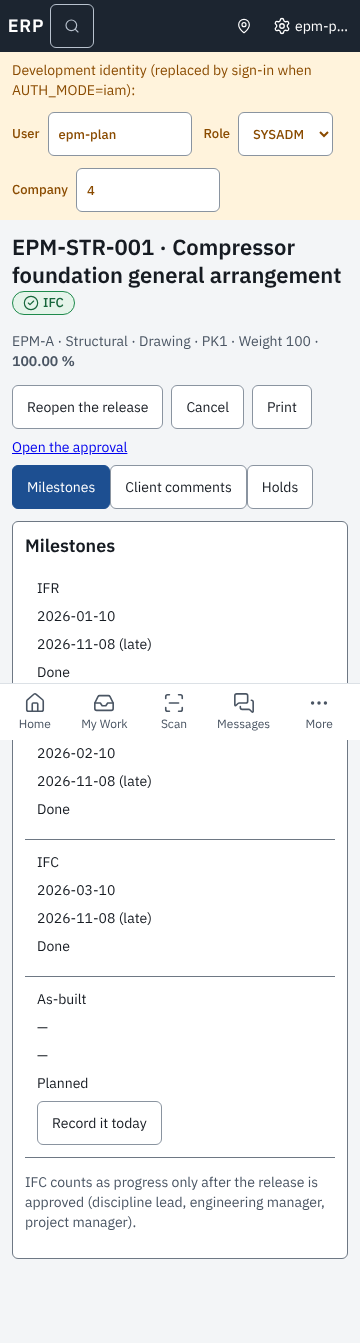 ERP
epm-p...
Development identity (replaced by sign-in when
AUTH_MODE=iam):
User epm-plan Role SYSADM
Company 4
EPM-STR-001 · Compressor
foundation general arrangement
IFC
EPM-A · Structural · Drawing · PK1 · Weight 100 ·
100.00 %
Reopen the release Cancel Print
Open the approval
Milestones Client comments Holds
Milestones
IFR
2026-01-10
2026-11-08 (late)
Done
Home My Work Scan Messages More
2026-02-10
2026-11-08 (late)
Done
IFC
2026-03-10
2026-11-08 (late)
Done
As-built
—
—
Planned
Record it today
IFC counts as progress only after the release is
approved (discipline lead, engineering manager,
project manager).